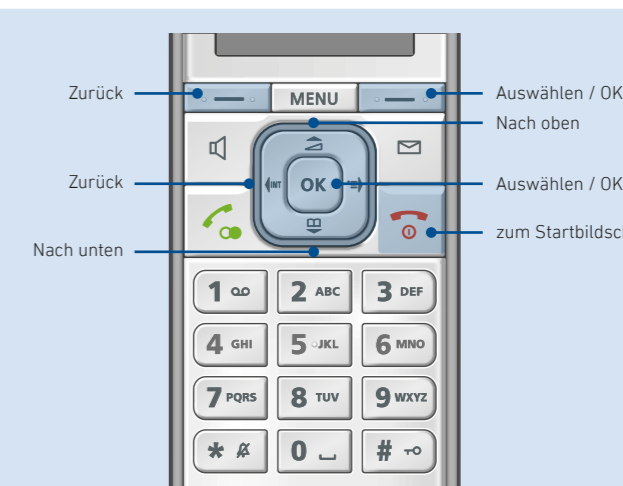 Zurück
MENU
Auswählen / OK
Nach oben
Zurück
INT
OK
Auswählen / OK
zum Startbildsch
Nach unten
1
2 ABC
3 DEF
4 GHI
5 JKL
6 MNO
7 PQRS
8 TUV
9 WXYZ
*
0
#